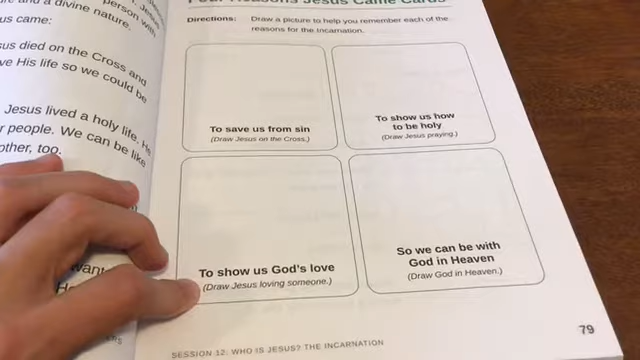 person with
and a divine nature.
us came:
Jesus died on the Cross and
His life so we could be
Jesus lived a holy life. He
people. We can be like
other, too.
want
Four Reasons Jesus Came Cards
Directions: Draw a picture to help you remember each of the
reasons for the Incarnation.
To save us from sin
(Draw Jesus on the Cross.)
To show us how
to be holy
(Draw Jesus praying.)
To show us God's love
(Draw Jesus loving someone.)
So we can be with
God in Heaven
(Draw God in Heaven.)
SESSION 12: WHO IS JESUS? THE INCARNATION
79